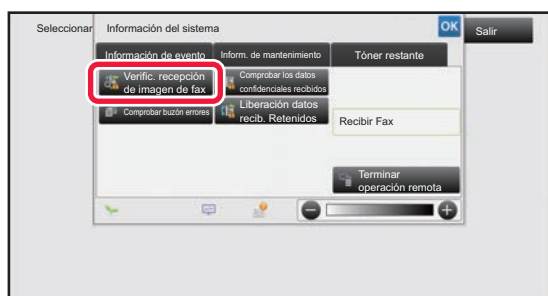 Seleccionar
Información del sistema
OK
Salir
Información de evento
Inform. de mantenimiento
Tóner restante
Verific. recepción
de imagen de fax
Comprobar los datos
confidenciales recibidos
Comprobar buzón errores
Liberación datos
recib. Retenidos
Recibir Fax
Terminar
operación remota